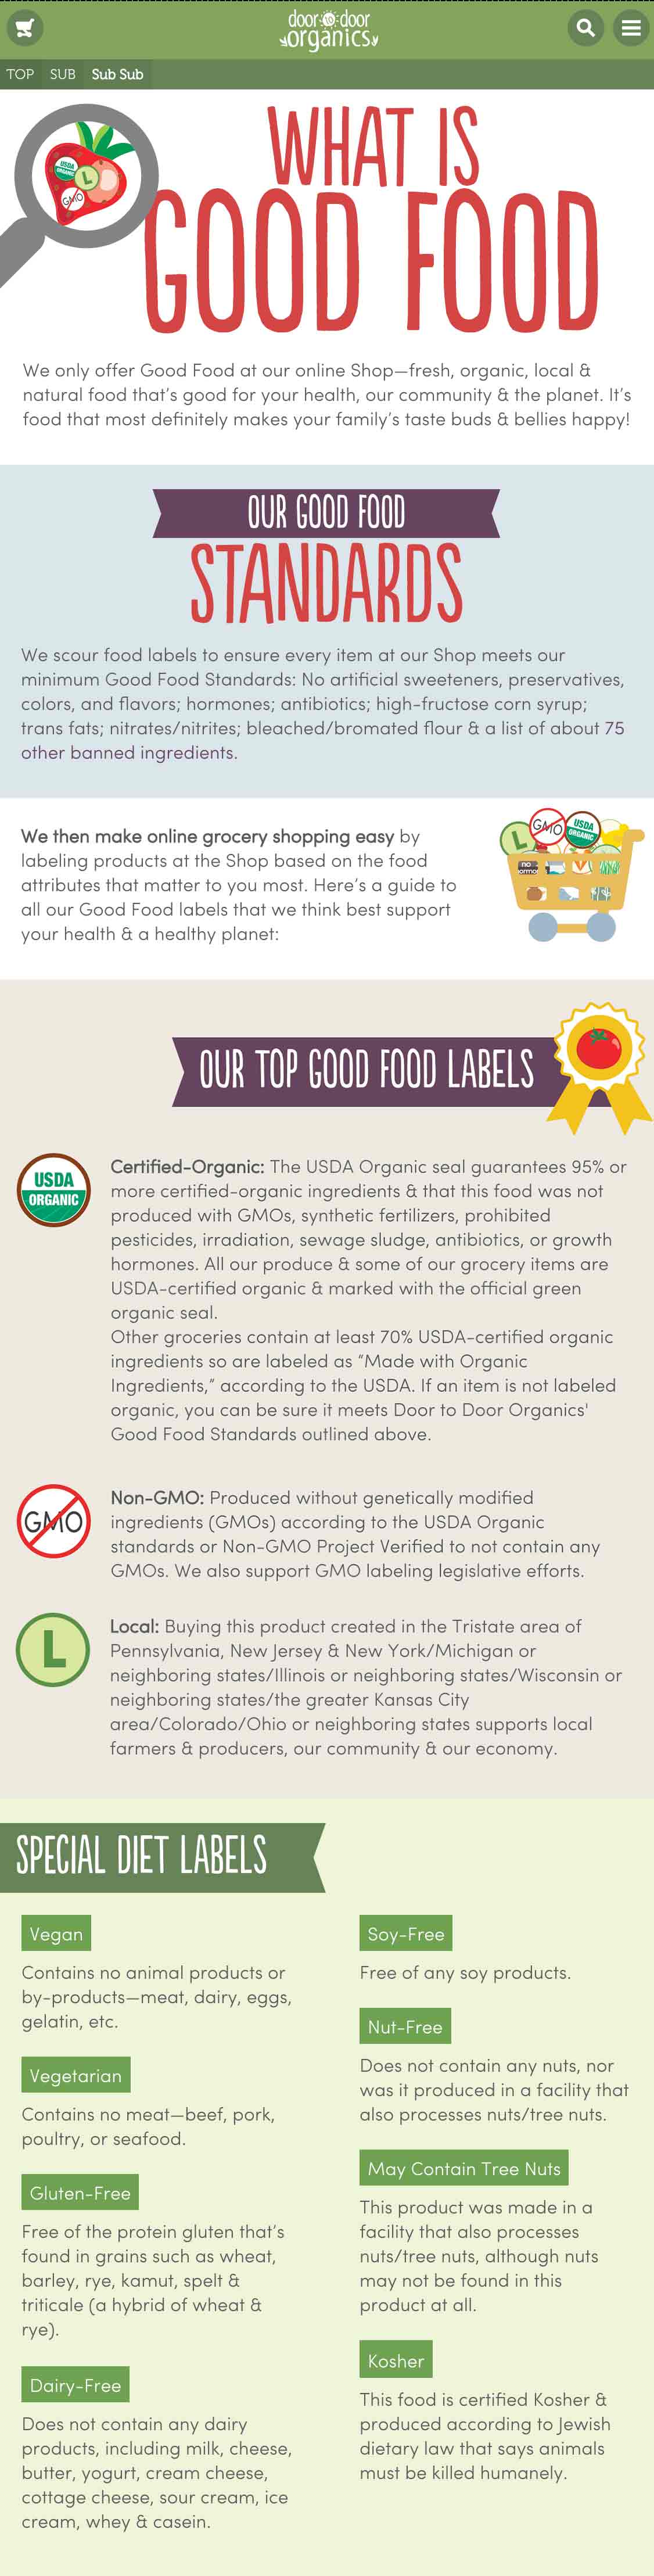 door to door
organics
TOP SUB Sub Sub
USDA
ORGANIC
L
GMO
WHAT IS
GOOD FOOD
We only offer Good Food at our online Shop—fresh, organic, local &
natural food that's good for your health, our community & the planet. It's
food that most definitely makes your family's taste buds & bellies happy!
OUR GOOD FOOD
STANDARDS
We scour food labels to ensure every item at our Shop meets our
minimum Good Food Standards: No artificial sweeteners, preservatives,
colors, and flavors; hormones; antibiotics; high-fructose corn syrup;
trans fats; nitrates/nitrites; bleached/bromated flour & a list of about 75
other banned ingredients.
We then make online grocery shopping easy by
labeling products at the Shop based on the food
attributes that matter to you most. Here's a guide to
all our Good Food labels that we think best support
your health & a healthy planet:
L
GMO
USDA
ORGANIC
NO
OUR TOP GOOD FOOD LABELS
USDA
ORGANIC
Certified-Organic: The USDA Organic seal guarantees 95% or
more certified-organic ingredients & that this food was not
produced with GMOs, synthetic fertilizers, prohibited
pesticides, irradiation, sewage sludge, antibiotics, or growth
hormones. All our produce & some of our grocery items are
USDA-certified organic & marked with the official green
organic seal.
Other groceries contain at least 70% USDA-certified organic
ingredients so are labeled as "Made with Organic
Ingredients," according to the USDA. If an item is not labeled
organic, you can be sure it meets Door to Door Organics'
Good Food Standards outlined above.
GMO
Non-GMO: Produced without genetically modified
ingredients (GMOs) according to the USDA Organic
standards or Non-GMO Project Verified to not contain any
GMOs. We also support GMO labeling legislative efforts.
L
Local: Buying this product created in the Tristate area of
Pennsylvania, New Jersey & New York/Michigan or
neighboring states/Illinois or neighboring states/Wisconsin or
neighboring states/the greater Kansas City
area/Colorado/Ohio or neighboring states supports local
farmers & producers, our community & our economy.
SPECIAL DIET LABELS
Vegan
Contains no animal products or
by-products—meat, dairy, eggs,
gelatin, etc.
Vegetarian
Contains no meat—beef, pork,
poultry, or seafood.
Gluten-Free
Free of the protein gluten that's
found in grains such as wheat,
barley, rye, kamut, spelt &
triticale (a hybrid of wheat &
rye).
Dairy-Free
Does not contain any dairy
products, including milk, cheese,
butter, yogurt, cream cheese,
cottage cheese, sour cream, ice
cream, whey & casein.
Soy-Free
Free of any soy products.
Nut-Free
Does not contain any nuts, nor
was it produced in a facility that
also processes nuts/tree nuts.
May Contain Tree Nuts
This product was made in a
facility that also processes
nuts/tree nuts, although nuts
may not be found in this
product at all.
Kosher
This food is certified Kosher &
produced according to Jewish
dietary law that says animals
must be killed humanely.